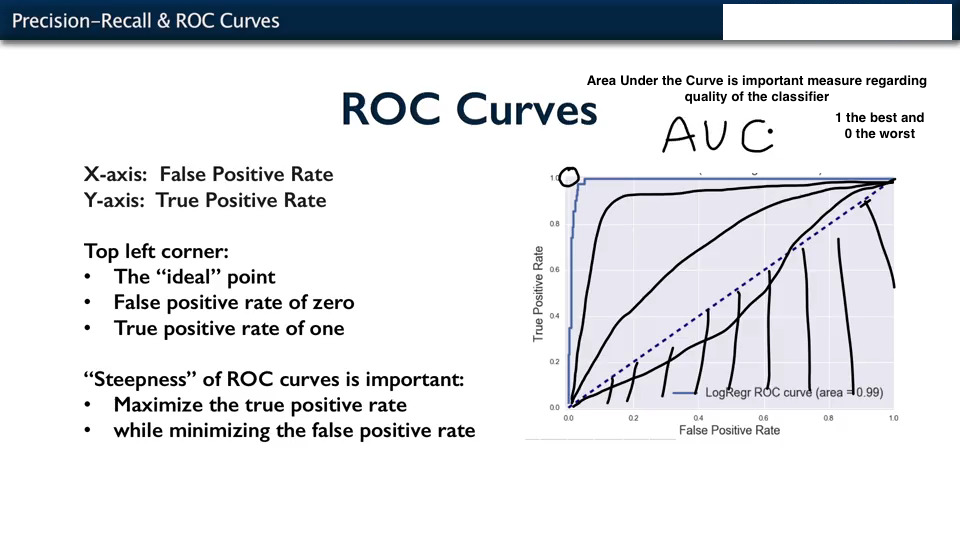 Precision-Recall & ROC Curves
Area Under the Curve is important measure regarding
quality of the classifier
ROC Curves
1 the best and
0 the worst
AUC
X-axis: False Positive Rate
Y-axis: True Positive Rate
Top left corner:
• The “ideal” point
• False positive rate of zero
• True positive rate of one
“Steepness” of ROC curves is important:
• Maximize the true positive rate
• while minimizing the false positive rate
1.0
0.8
0.6
0.4
0.2
0.0
True Positive Rate
LogRegr ROC curve (area = 0.99)
0.0 0.2 0.4 0.6 0.8 1.0
False Positive Rate